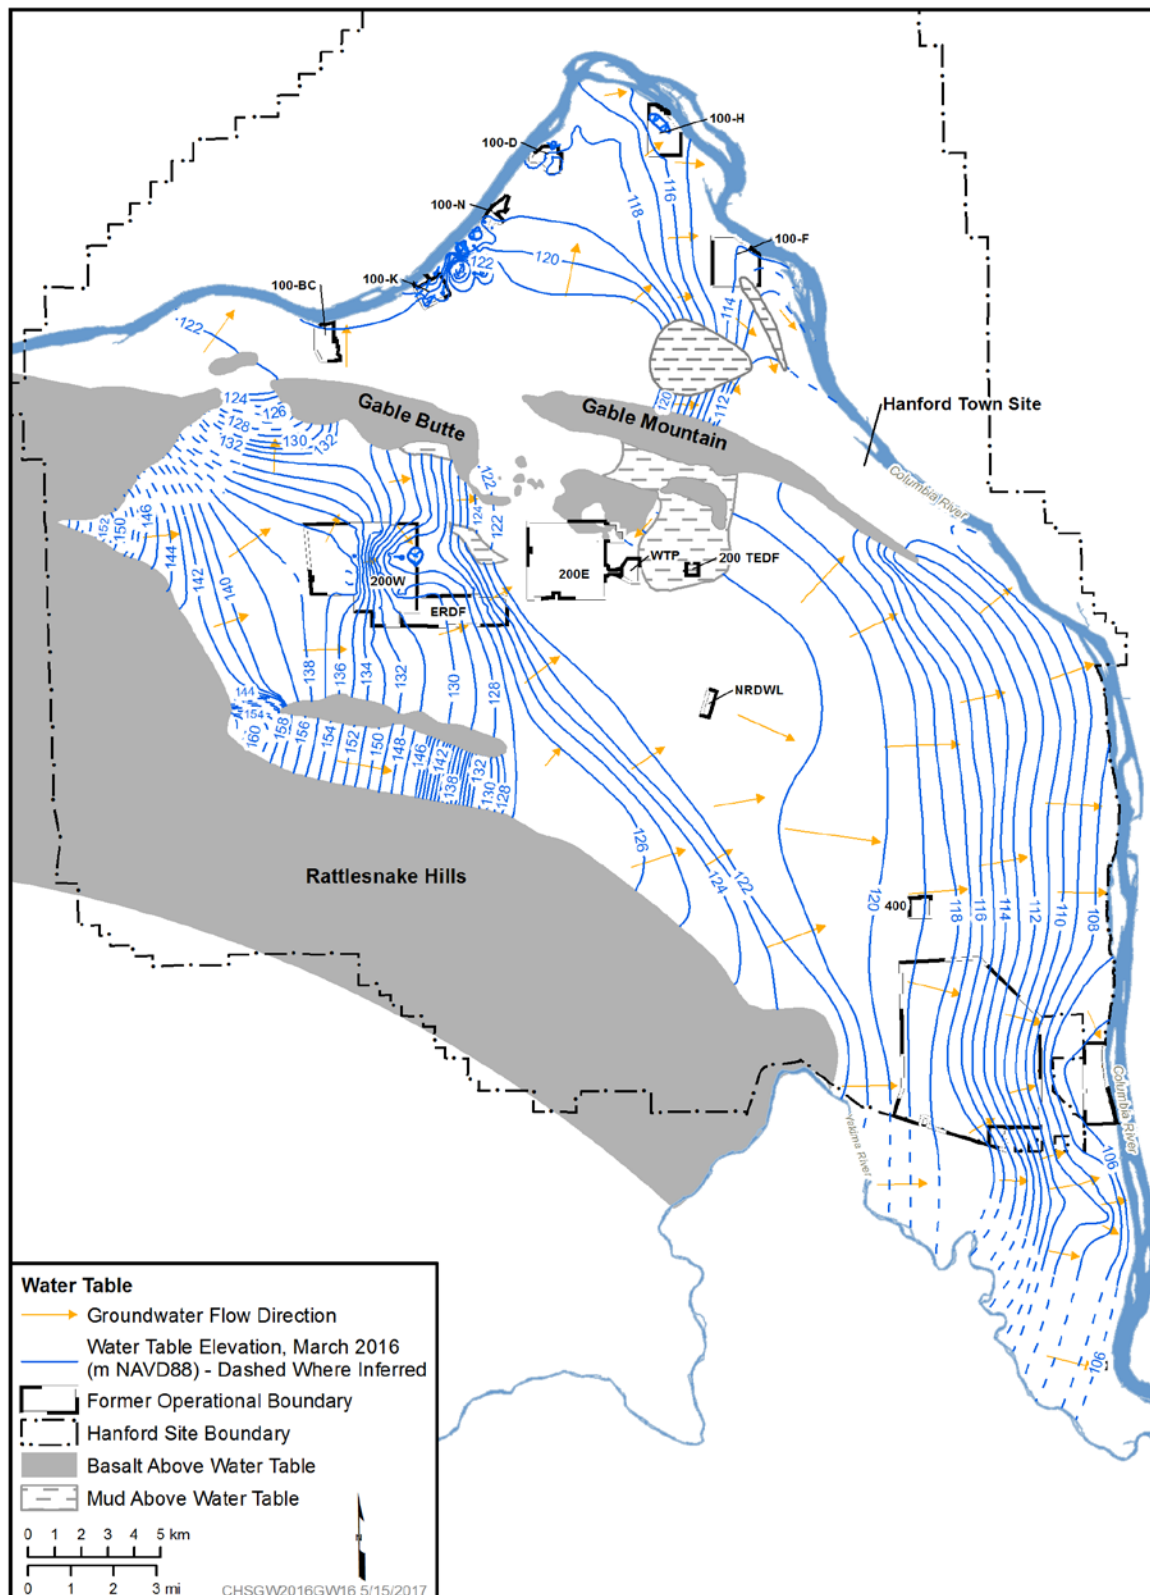 100-H
100-D
116
118
100-N
100-F
120
122
100-K
100-BC
114
122
124
126
128
130
132
132
120
112
Gable Butte
Gable Mountain
Hanford Town Site
Columbia River
122
124
122
152
150
146
144
142
140
200W
200E
WTP
200 TEDF
ERDF
138
136
134
132
130
128
NRDWL
144
154
160
158
156
154
152
150
148
146
142
138
132
130
128
126
124
122
120
118
116
114
112
110
108
400
Rattlesnake Hills
Yakima River
Columbia River
106
106
Water Table
Groundwater Flow Direction
Water Table Elevation, March 2016
(m NAVD88) - Dashed Where Inferred
Former Operational Boundary
Hanford Site Boundary
Basalt Above Water Table
Mud Above Water Table
0 1 2 3 4 5 km
0 1 2 3 mi
N
CHSGW2016GW16 5/15/2017